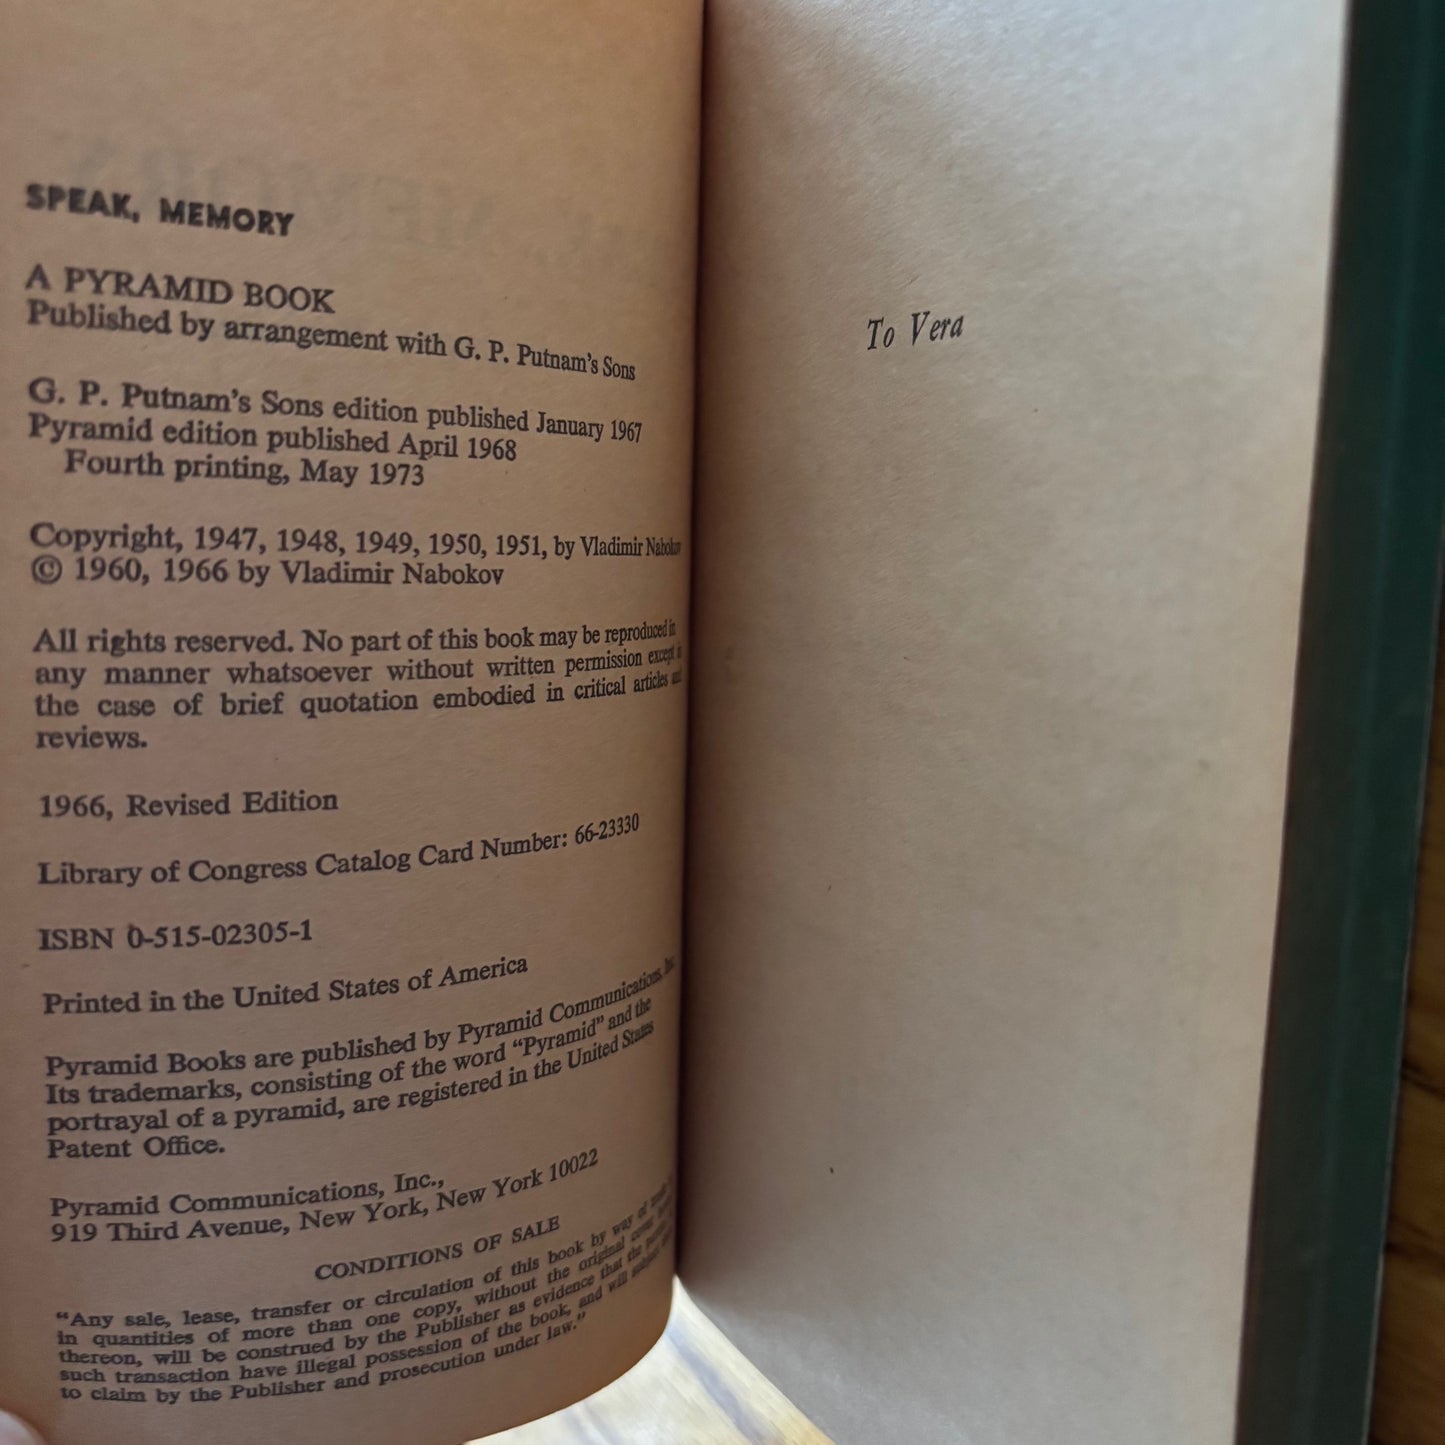 SPEAK, MEMORY
A PYRAMID BOOK
Published by arrangement with G. P. Putnam's Sons
G. P. Putnam's Sons edition published January 1967
Pyramid edition published April 1968
Fourth printing, May 1973
Copyright, 1947, 1948, 1949, 1950, 1951, by Vladimir Nabokov
© 1960, 1966 by Vladimir Nabokov
All rights reserved. No part of this book may be reproduced in
any manner whatsoever without written permission except in
the case of brief quotation embodied in critical articles and
reviews.
1966, Revised Edition
Library of Congress Catalog Card Number: 66-23330
ISBN 0-515-02305-1
Printed in the United States of America
Pyramid Books are published by Pyramid Communications, Inc.
Its trademarks, consisting of the word "Pyramid" and the
portrayal of a pyramid, are registered in the United States
Patent Office.
Pyramid Communications, Inc.,
919 Third Avenue, New York, New York 10022
CONDITIONS OF SALE
"Any sale, lease, transfer or circulation of this book by way of trade
in quantities of more than one copy, without the original cover
thereon, will be construed by the Publisher as evidence that the parties
such transaction have illegal possession of the book, and will subject
to claim by the Publisher and prosecution under law."
To Vera